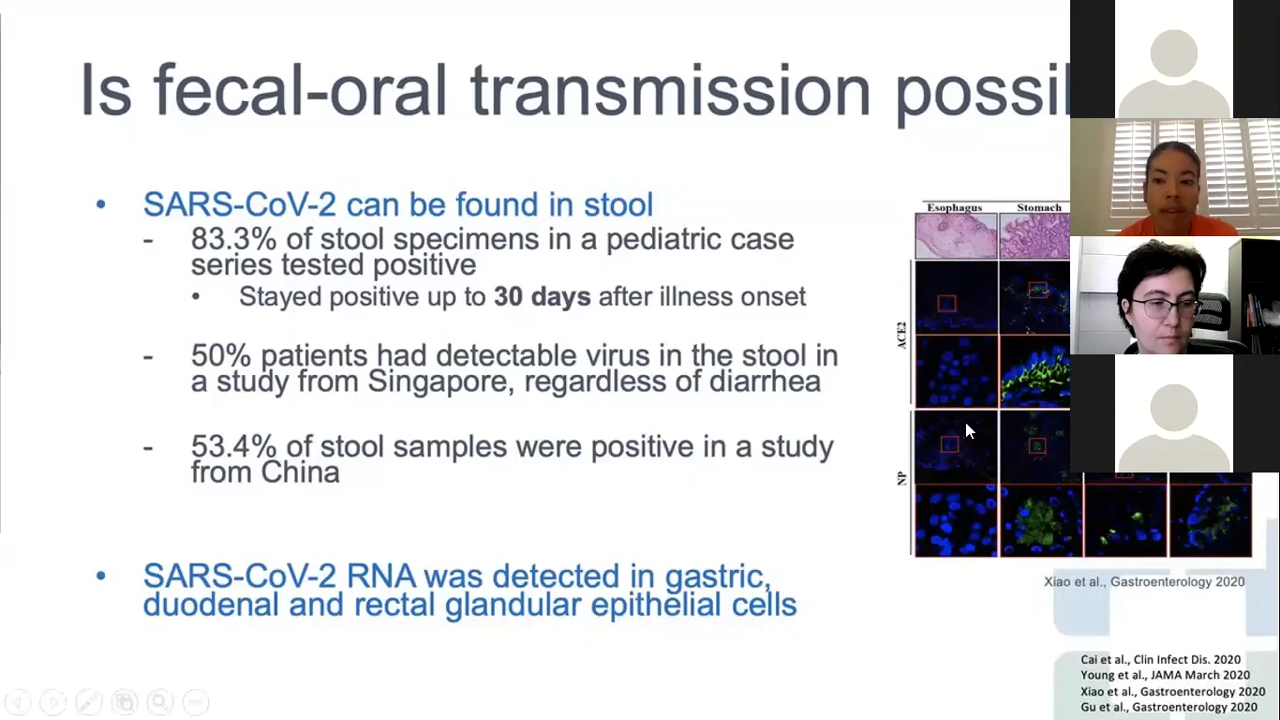 Is fecal-oral transmission possil
• SARS-CoV-2 can be found in stool
- 83.3% of stool specimens in a pediatric case
series tested positive
• Stayed positive up to 30 days after illness onset
- 50% patients had detectable virus in the stool in
a study from Singapore, regardless of diarrhea
- 53.4% of stool samples were positive in a study
from China
• SARS-CoV-2 RNA was detected in gastric,
duodenal and rectal glandular epithelial cells
Esophagus Stomach
ACE2
NP
Xiao et al., Gastroenterology 2020
Cai et al., Clin Infect Dis. 2020
Young et al., JAMA March 2020
Xiao et al., Gastroenterology 2020
Gu et al., Gastroenterology 2020